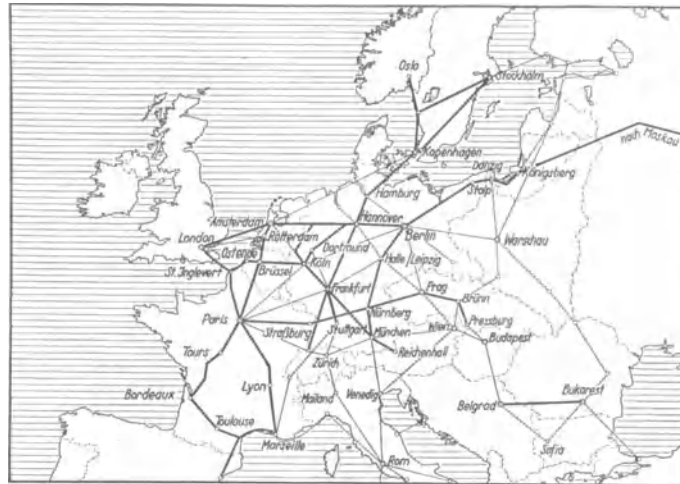 Oslo
Stockholm
nach Moskau
Kopenhagen
Danzig
Königsberg
Stolp
Hamburg
Amsterdam
Hannover
London
Rotterdam
Berlin
Warschau
Ostende
Dortmund
St. Inglevert
Brüssel
Köln
Halle/Leipzig
Frankfurt
Prag
Brünn
Paris
Nürnberg
Straßburg
Stuttgart
München
Wien
Pressburg
Budapest
Tours
Zürich
Reichenhall
Lyon
Bordeaux
Mailand
Venedig
Belgrad
Bukarest
Toulouse
Marseille
Sofia
Rom